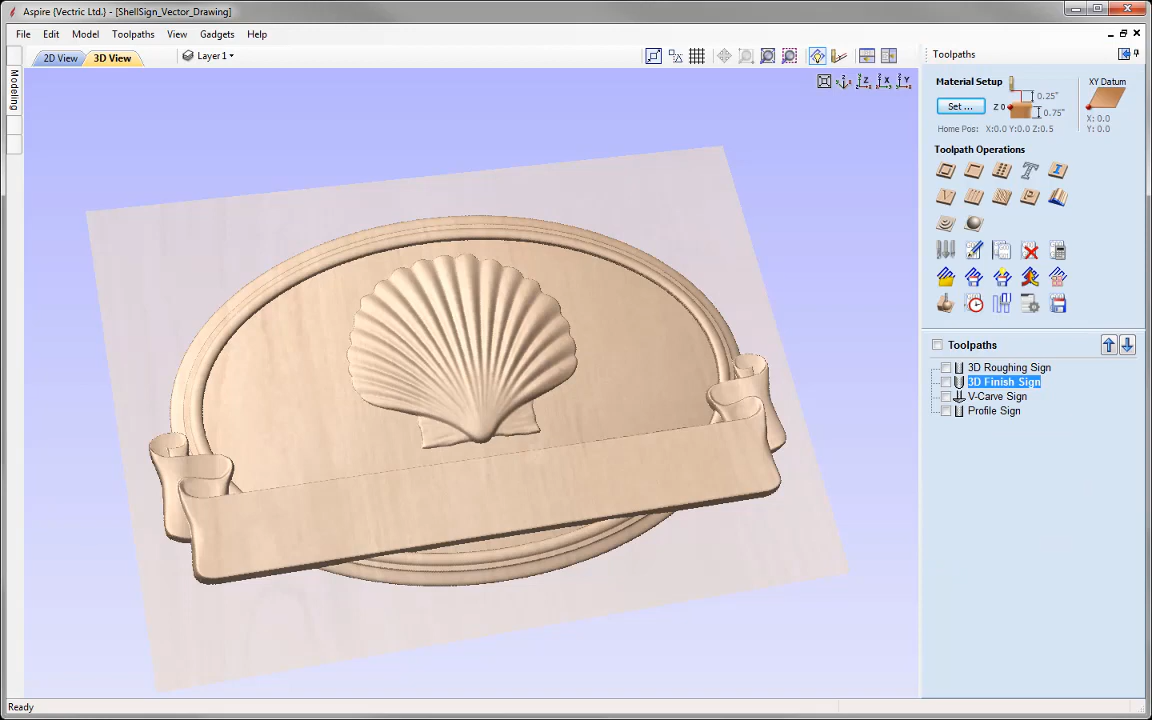 Aspire {Vectric Ltd.} - [ShellSign_Vector_Drawing]
File Edit Model Toolpaths View Gadgets Help
2D View 3D View Layer 1
Modeling
Z X Y
Toolpaths
Material Setup
XY Datum
Set ...
Z 0
0.25"
0.75"
X: 0.0
Y: 0.0
Home Pos: X:0.0 Y:0.0 Z:0.5
Toolpath Operations
Toolpaths
3D Roughing Sign
3D Finish Sign
V-Carve Sign
Profile Sign
Ready